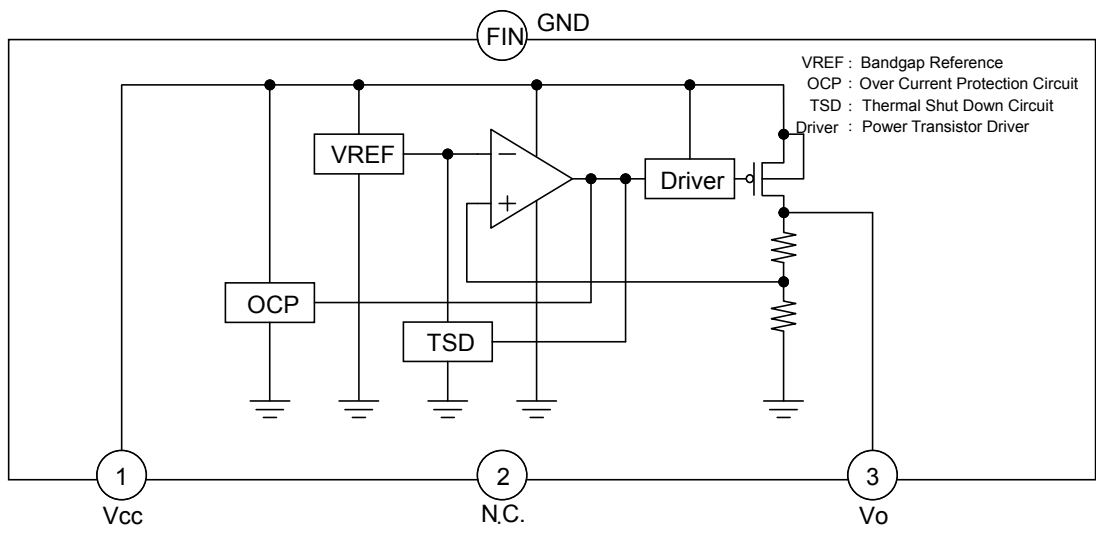 FIN GND
VREF : Bandgap Reference
OCP : Over Current Protection Circuit
TSD : Thermal Shut Down Circuit
Driver : Power Transistor Driver
VREF
−
Driver
+
OCP
TSD
1
2
3
Vcc
N.C.
Vo